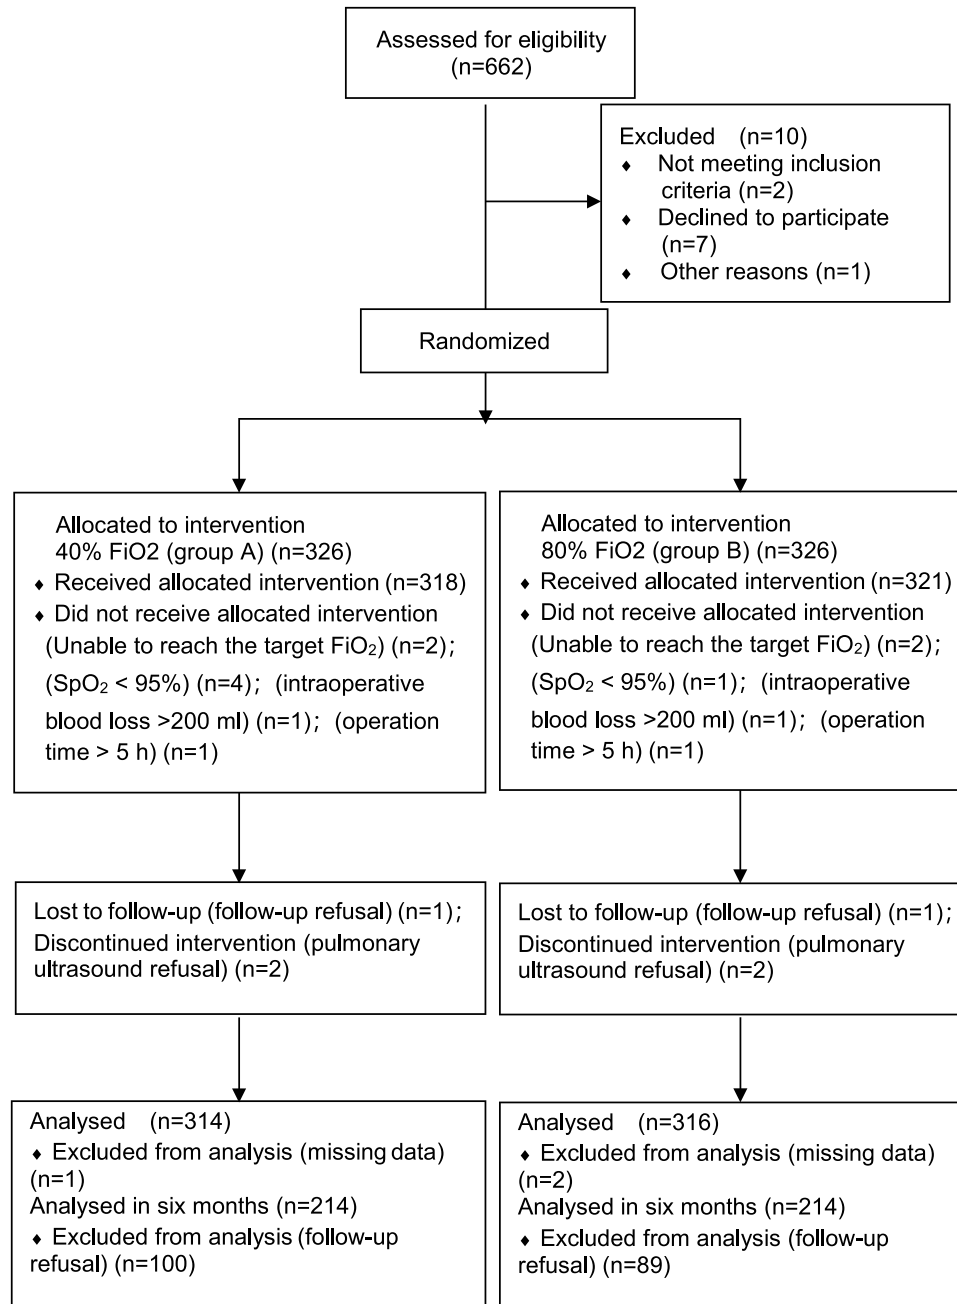 Assessed for eligibility
(n=662)
Excluded (n=10)
♦ Not meeting inclusion
criteria (n=2)
♦ Declined to participate
(n=7)
♦ Other reasons (n=1)
Randomized
Allocated to intervention
40% FiO2 (group A) (n=326)
♦ Received allocated intervention (n=318)
♦ Did not receive allocated intervention
(Unable to reach the target FiO₂) (n=2);
(SpO₂ < 95%) (n=4); (intraoperative
blood loss >200 ml) (n=1); (operation
time > 5 h) (n=1)
Allocated to intervention
80% FiO2 (group B) (n=326)
♦ Received allocated intervention (n=321)
♦ Did not receive allocated intervention
(Unable to reach the target FiO₂) (n=2);
(SpO₂ < 95%) (n=1); (intraoperative
blood loss >200 ml) (n=1); (operation
time > 5 h) (n=1)
Lost to follow-up (follow-up refusal) (n=1);
Discontinued intervention (pulmonary
ultrasound refusal) (n=2)
Lost to follow-up (follow-up refusal) (n=1);
Discontinued intervention (pulmonary
ultrasound refusal) (n=2)
Analysed (n=314)
♦ Excluded from analysis (missing data)
(n=1)
Analysed in six months (n=214)
♦ Excluded from analysis (follow-up
refusal) (n=100)
Analysed (n=316)
♦ Excluded from analysis (missing data)
(n=2)
Analysed in six months (n=214)
♦ Excluded from analysis (follow-up
refusal) (n=89)